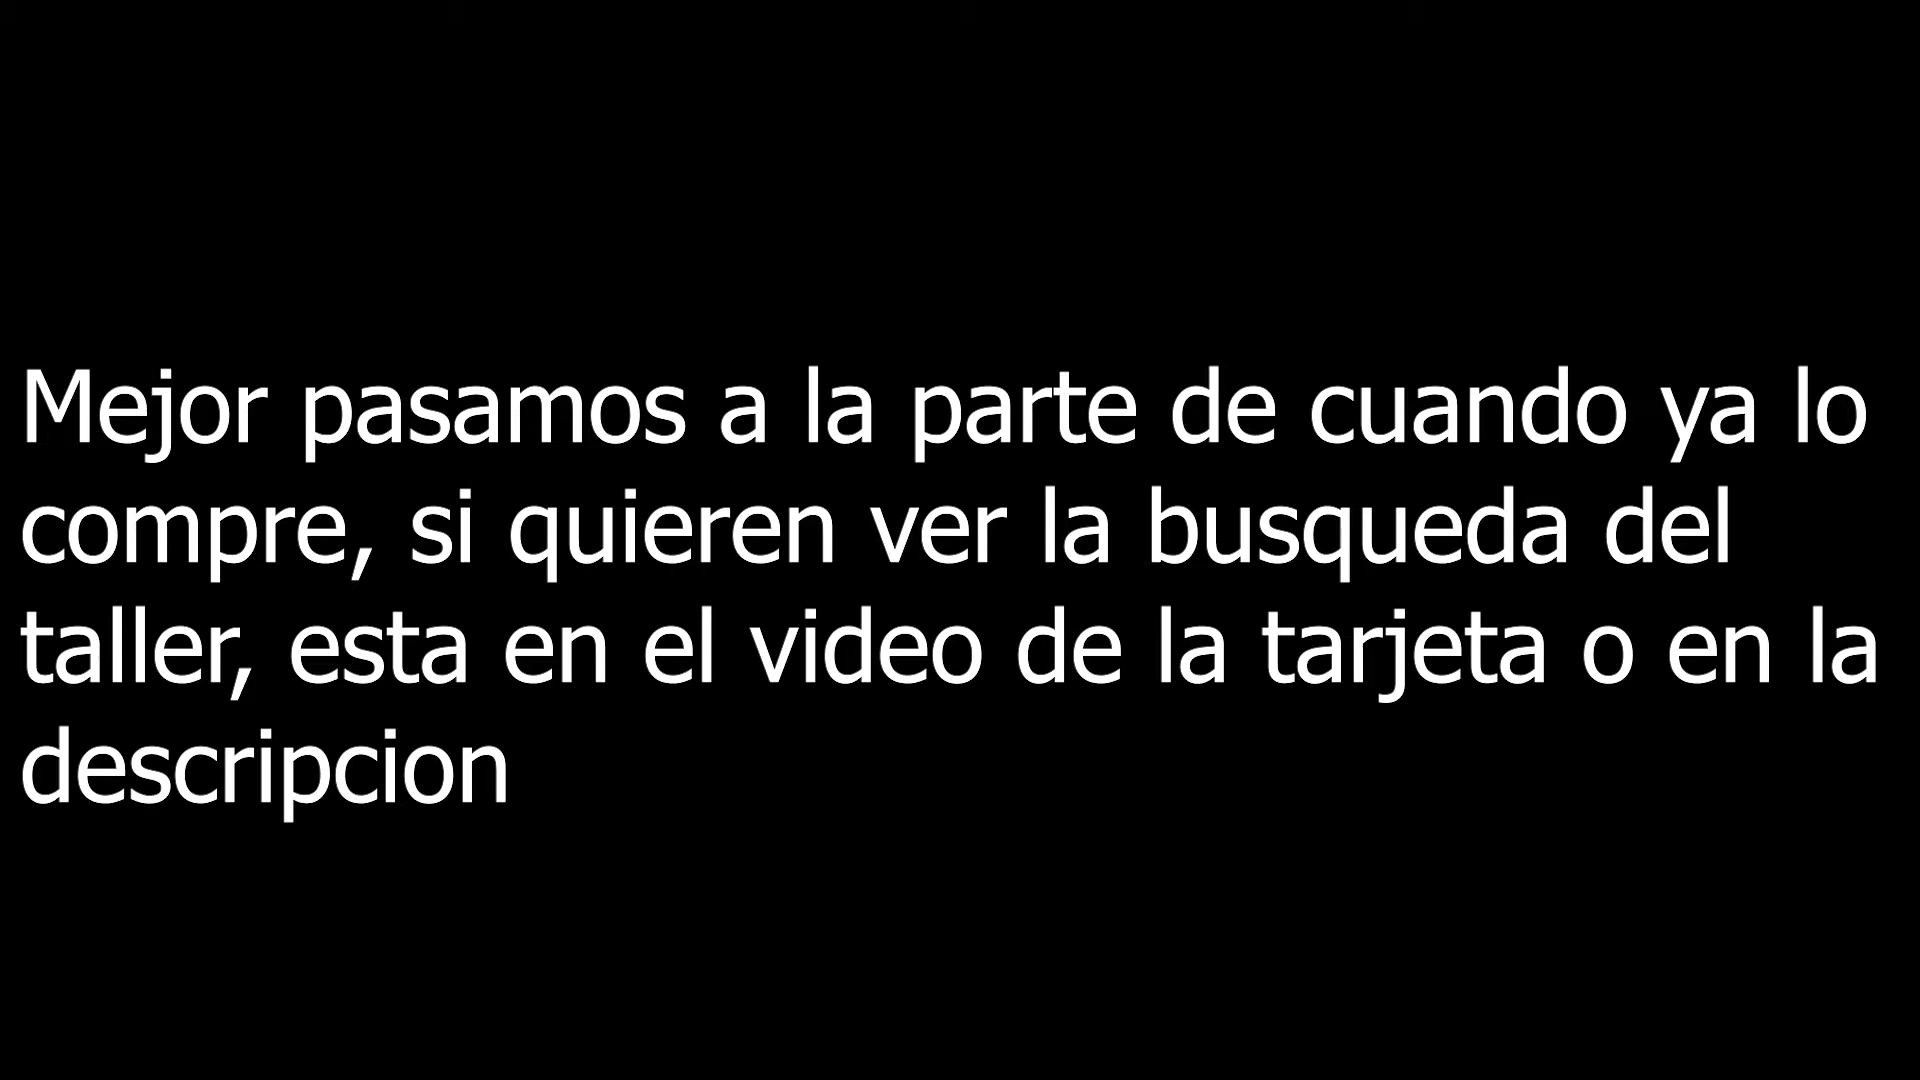 Mejor pasamos a la parte de cuando ya lo
compre, si quieren ver la busqueda del
taller, esta en el video de la tarjeta o en la
descripcion